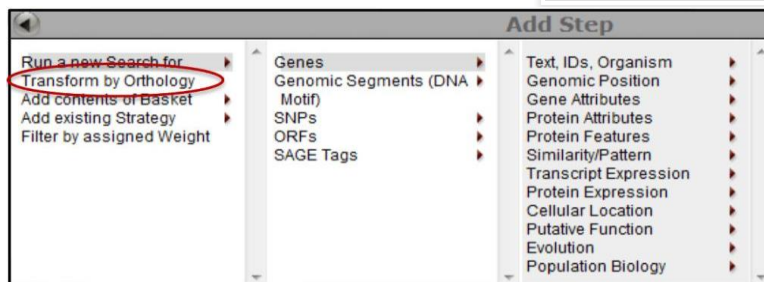 Add Step
Run a new Search for
Transform by Orthology
Add contents of Basket
Add existing Strategy
Filter by assigned Weight
Genes
Genomic Segments (DNA
Motif)
SNPs
ORFs
SAGE Tags
Text, IDs, Organism
Genomic Position
Gene Attributes
Protein Attributes
Protein Features
Similarity/Pattern
Transcript Expression
Protein Expression
Cellular Location
Putative Function
Evolution
Population Biology